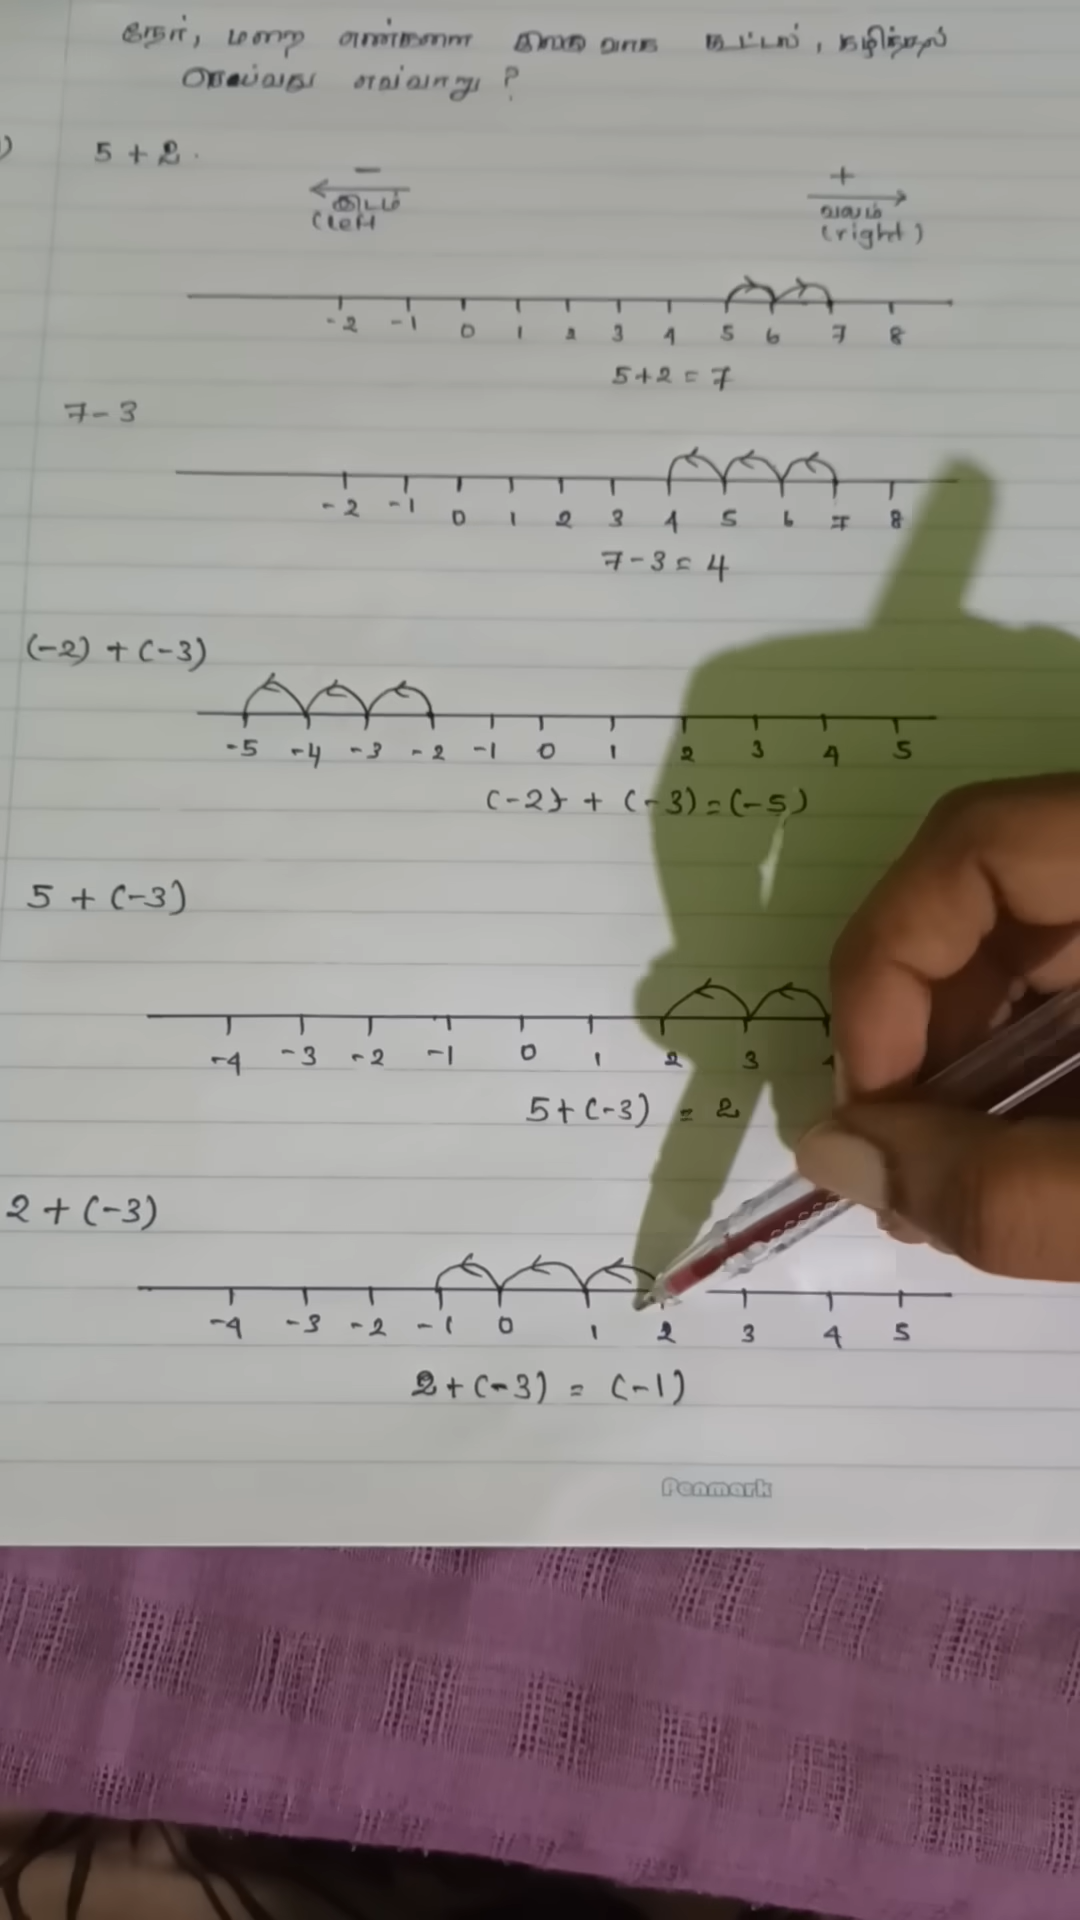 நேர், மறை எண்களை இலகுவாக கூட்டல், கழித்தல்
செய்வது எவ்வாறு ?
5 + 2.
−
இடம்
(left
+
வலம்
(right)
-2 -1 0 1 2 3 4 5 6 7 8
5+2 = 7
7-3
-2 -1 0 1 2 3 4 5 6 7 8
7-3 = 4
(-2) + (-3)
-5 -4 -3 -2 -1 0 1 2 3 4 5
(-2) + (-3) = (-5)
5 + (-3)
-4 -3 -2 -1 0 1 2 3
5+(-3) = 2
2 + (-3)
-4 -3 -2 -1 0 1 2 3 4 5
2+(-3) = (-1)
Penmark